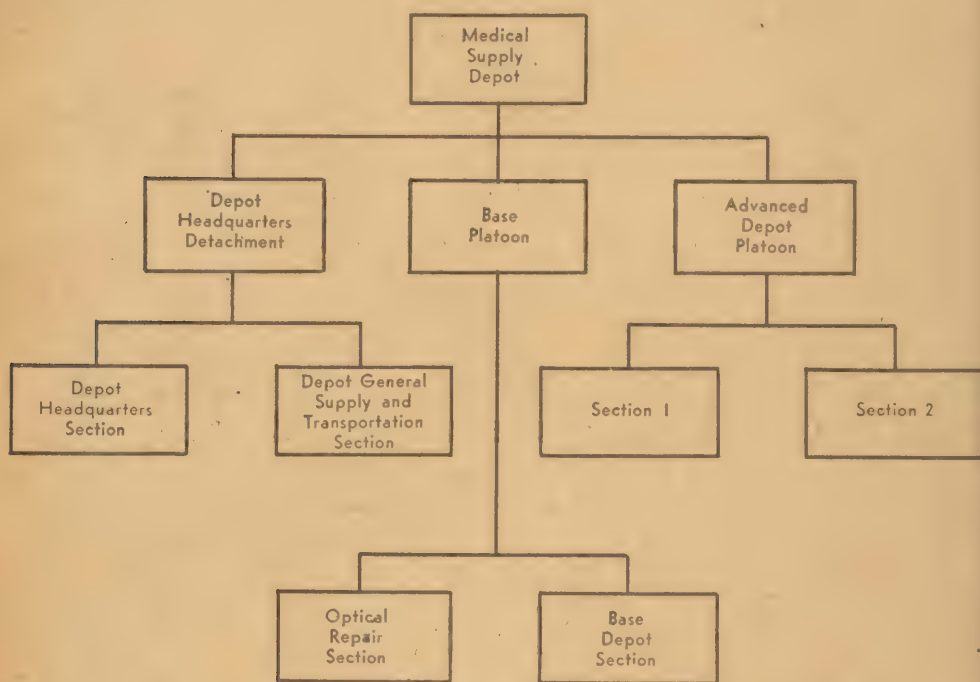 Medical
Supply
Depot
Depot
Headquarters
Detachment
Base
Platoon
Advanced
Depot
Platoon
Depot
Headquarters
Section
Depot General
Supply and
Transportation
Section
Section I
Section 2
Optical
Repair
Section
Base
Depot
Section